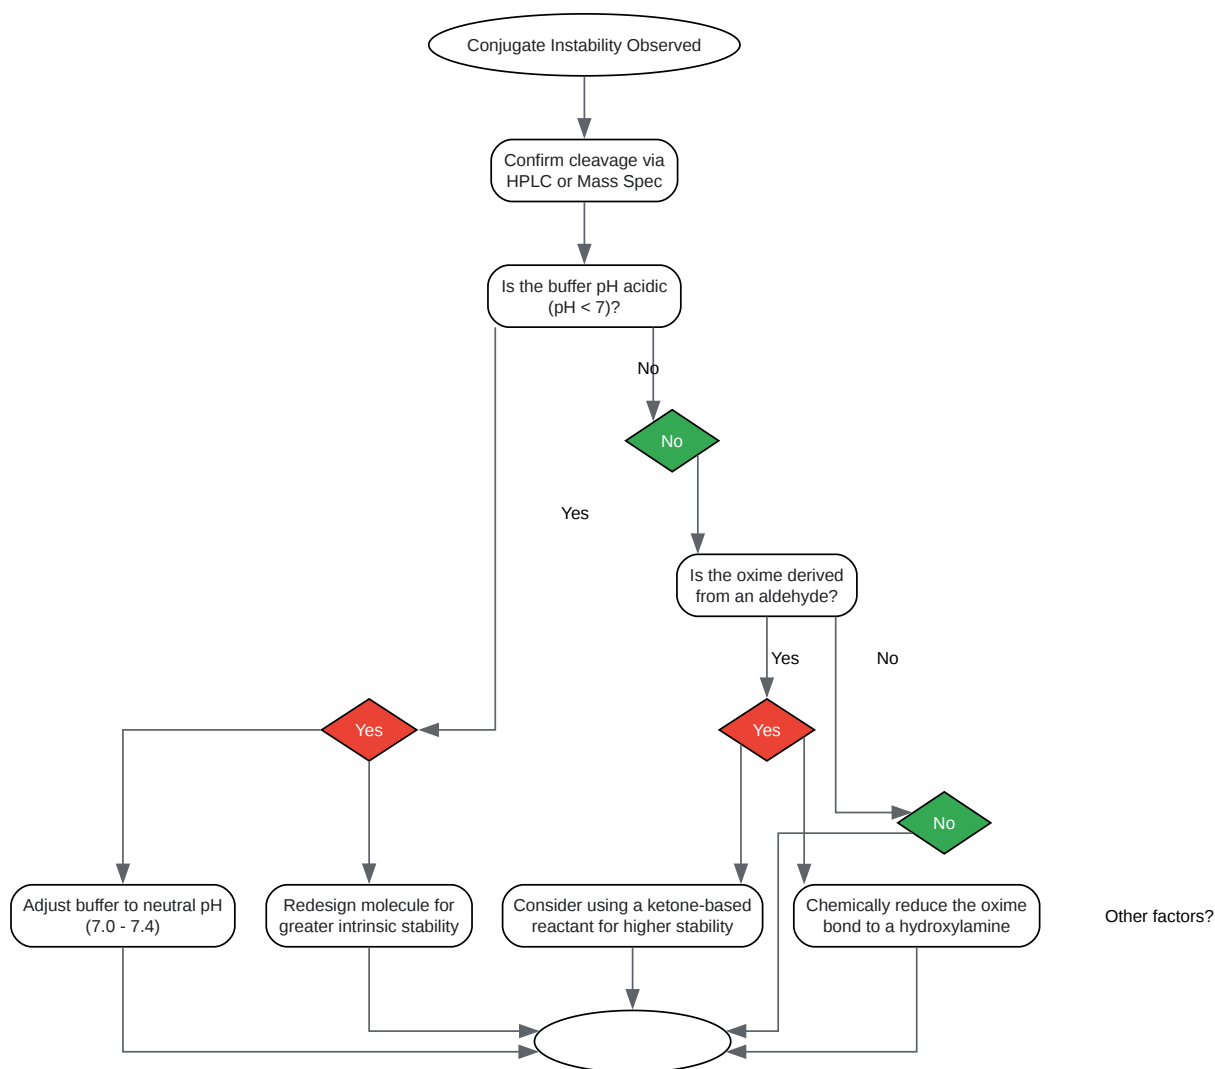 Conjugate Instability Observed
Confirm cleavage via
HPLC or Mass Spec
Is the buffer pH acidic
(pH < 7)?
No
No
Yes
Is the oxime derived
from an aldehyde?
Yes
No
Yes
Yes
No
Adjust buffer to neutral pH
(7.0 - 7.4)
Redesign molecule for
greater intrinsic stability
Consider using a ketone-based
reactant for higher stability
Chemically reduce the oxime
bond to a hydroxylamine
Other factors?